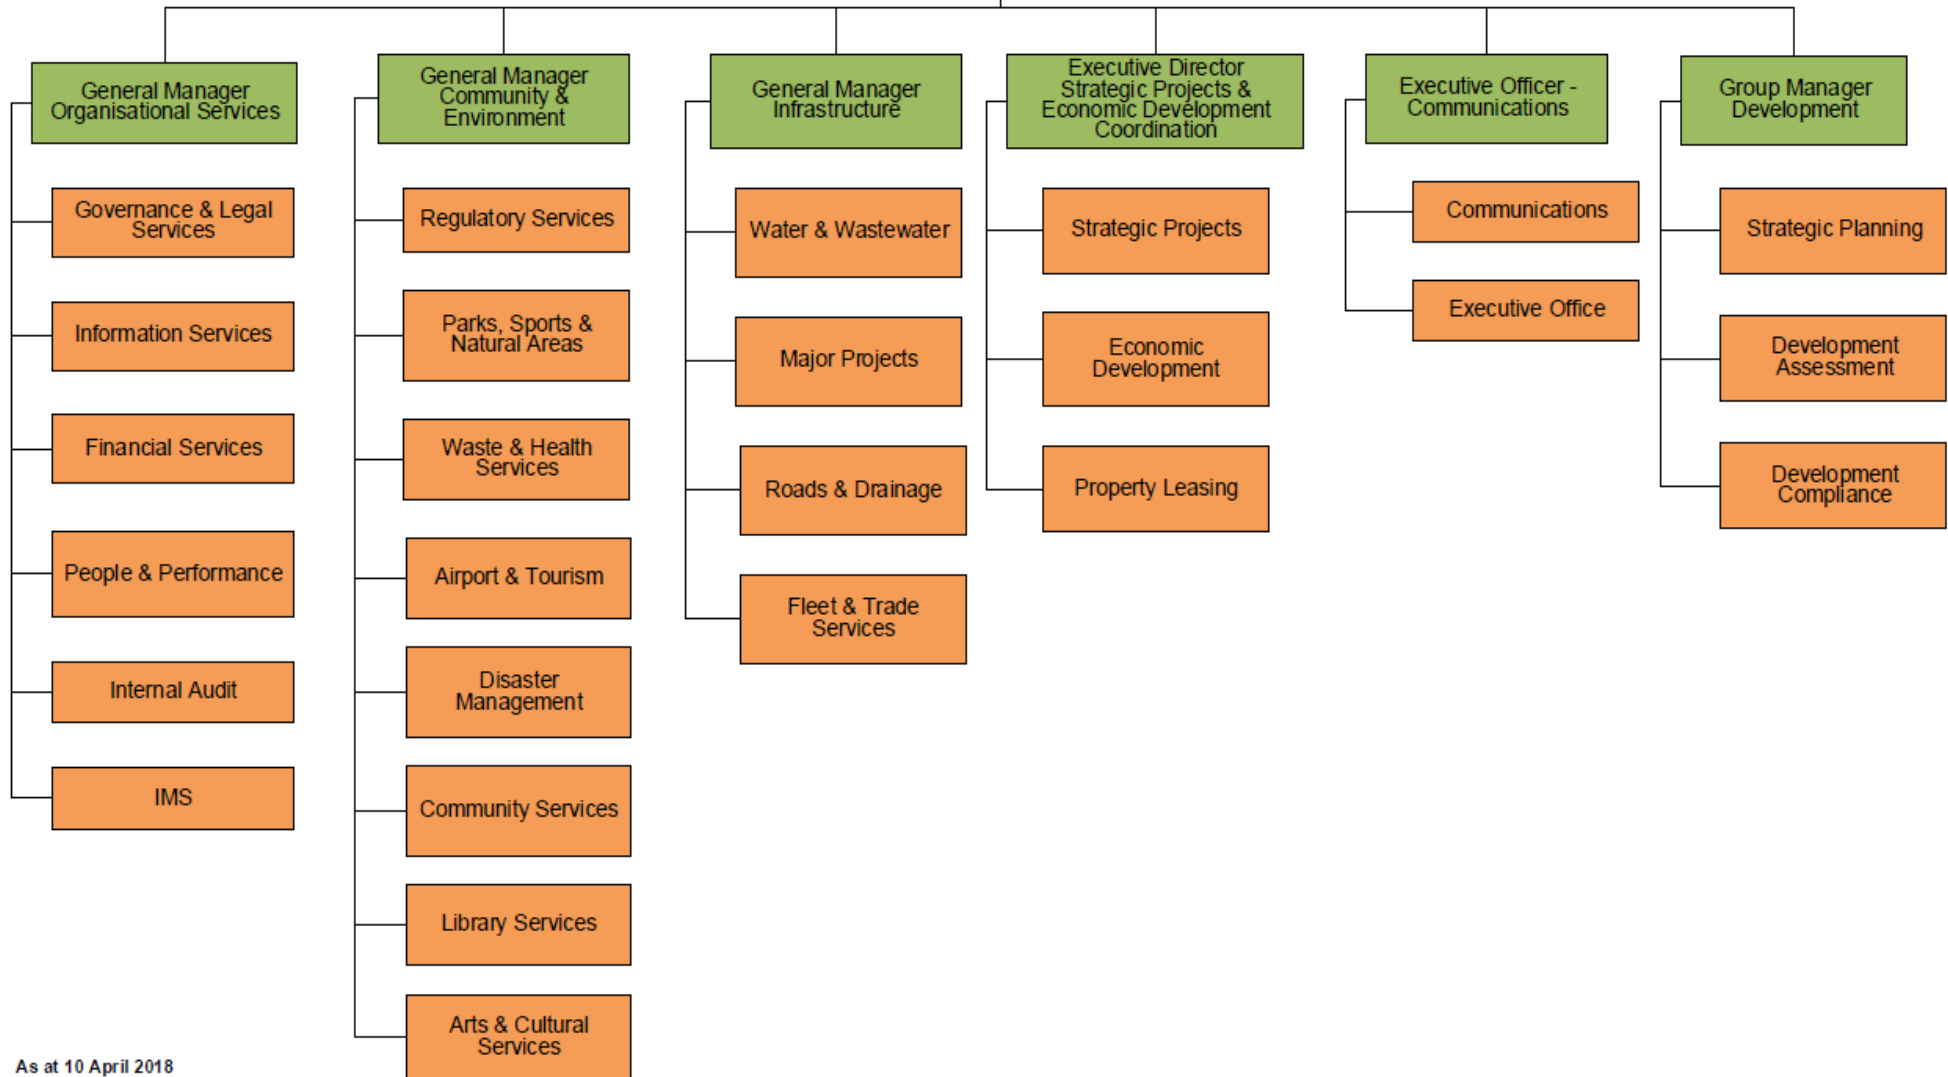 General Manager
Organisational Services
Governance & Legal
Services
Information Services
Financial Services
People & Performance
Internal Audit
IMS
General Manager
Community &
Environment
Regulatory Services
Parks, Sports &
Natural Areas
Waste & Health
Services
Airport & Tourism
Disaster
Management
Community Services
Library Services
Arts & Cultural
Services
General Manager
Infrastructure
Water & Wastewater
Major Projects
Roads & Drainage
Fleet & Trade
Services
Executive Director
Strategic Projects &
Economic Development
Coordination
Strategic Projects
Economic
Development
Property Leasing
Executive Officer -
Communications
Communications
Executive Office
Group Manager
Development
Strategic Planning
Development
Assessment
Development
Compliance
As at 10 April 2018